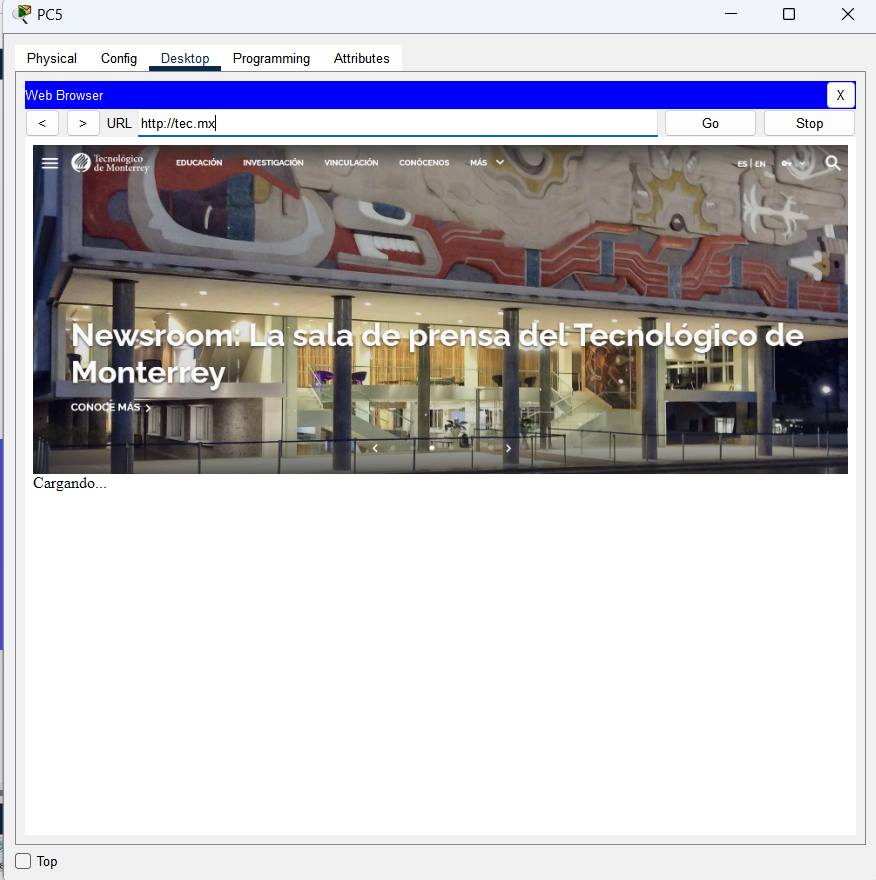 PC5
Physical Config Desktop Programming Attributes
Web Browser X
< > URL http://tec.mx Go Stop
Tecnológico de Monterrey
EDUCACIÓN INVESTIGACIÓN VINCULACIÓN CONÓCENOS MÁS ES | EN
Newsroom: La sala de prensa del Tecnológico de
Monterrey
CONOCE MÁS
Cargando...
Top